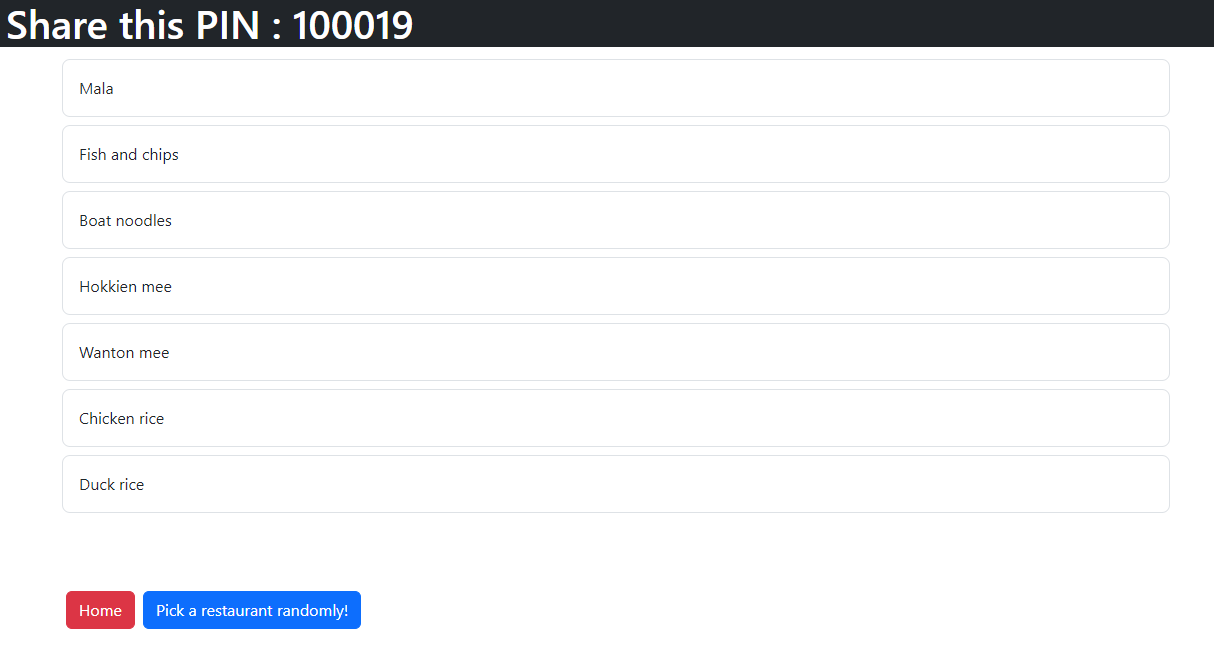 Share this PIN : 100019
Mala
Fish and chips
Boat noodles
Hokkien mee
Wanton mee
Chicken rice
Duck rice
Home
Pick a restaurant randomly!